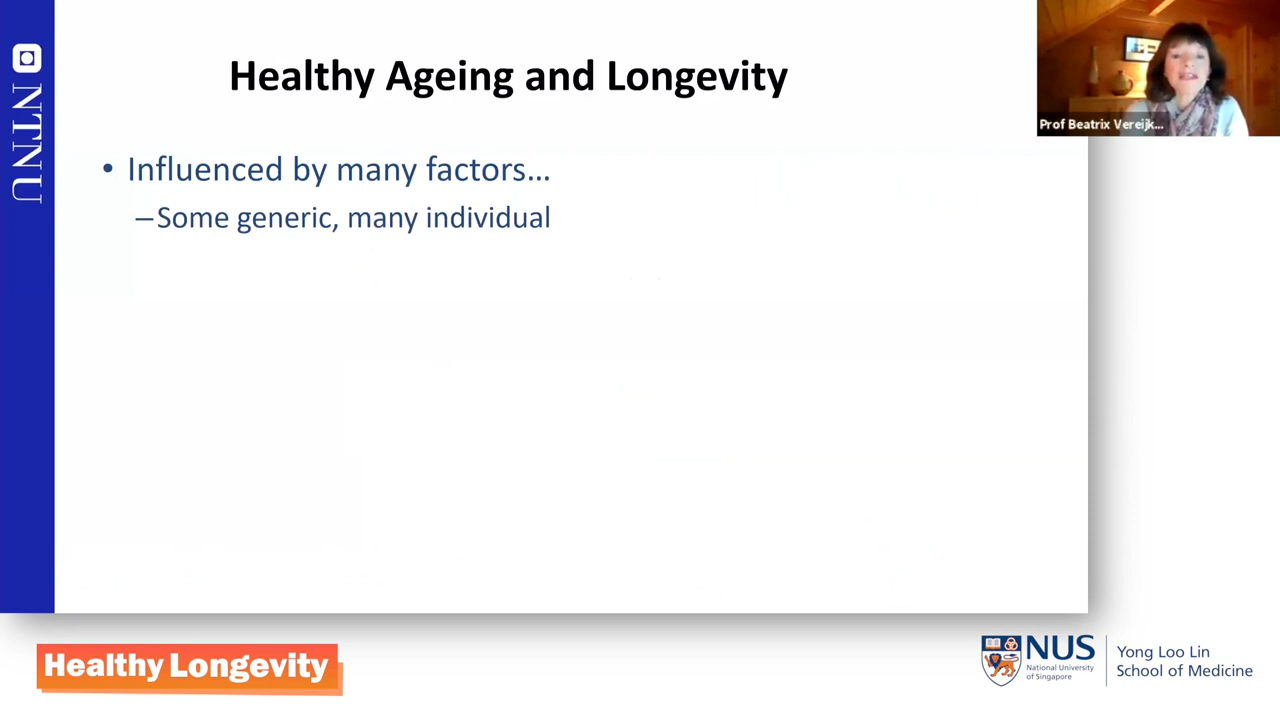 NTNU
Healthy Ageing and Longevity
Prof Beatrix Vereijk...
• Influenced by many factors...
–Some generic, many individual
Healthy Longevity
NUS
National University
of Singapore
Yong Loo Lin
School of Medicine